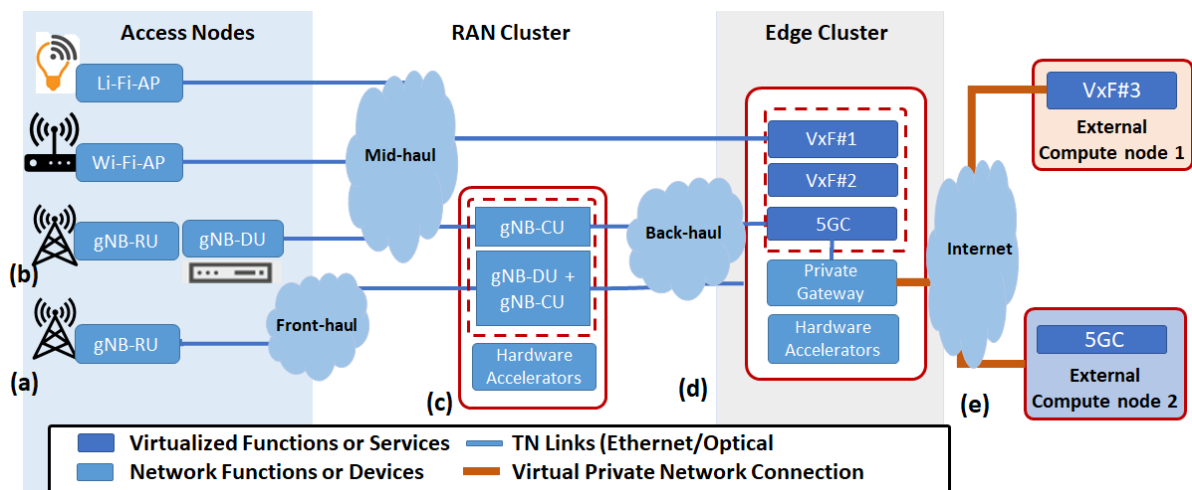 Access Nodes
RAN Cluster
Edge Cluster
Li-Fi-AP
Wi-Fi-AP
Mid-haul
VxF#1
VxF#2
VxF#3
External
Compute node 1
(b)
gNB-RU
gNB-DU
gNB-CU
Back-haul
5GC
Internet
gNB-DU +
gNB-CU
Private
Gateway
(a)
gNB-RU
Front-haul
Hardware
Accelerators
(c)
Hardware
Accelerators
(d)
(e)
5GC
External
Compute node 2
Virtualized Functions or Services
TN Links (Ethernet/Optical
Network Functions or Devices
Virtual Private Network Connection